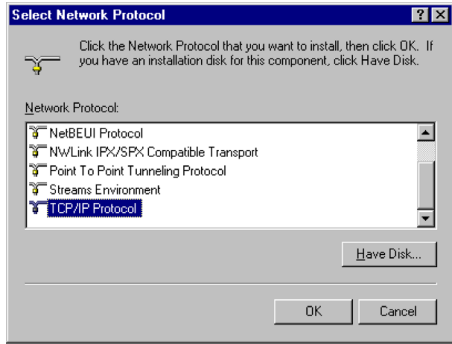 Select Network Protocol
Click the Network Protocol that you want to install, then click OK. If
you have an installation disk for this component, click Have Disk.
Network Protocol:
NetBEUI Protocol
NWLink IPX/SPX Compatible Transport
Point To Point Tunneling Protocol
Streams Environment
TCP/IP Protocol
Have Disk...
OK Cancel